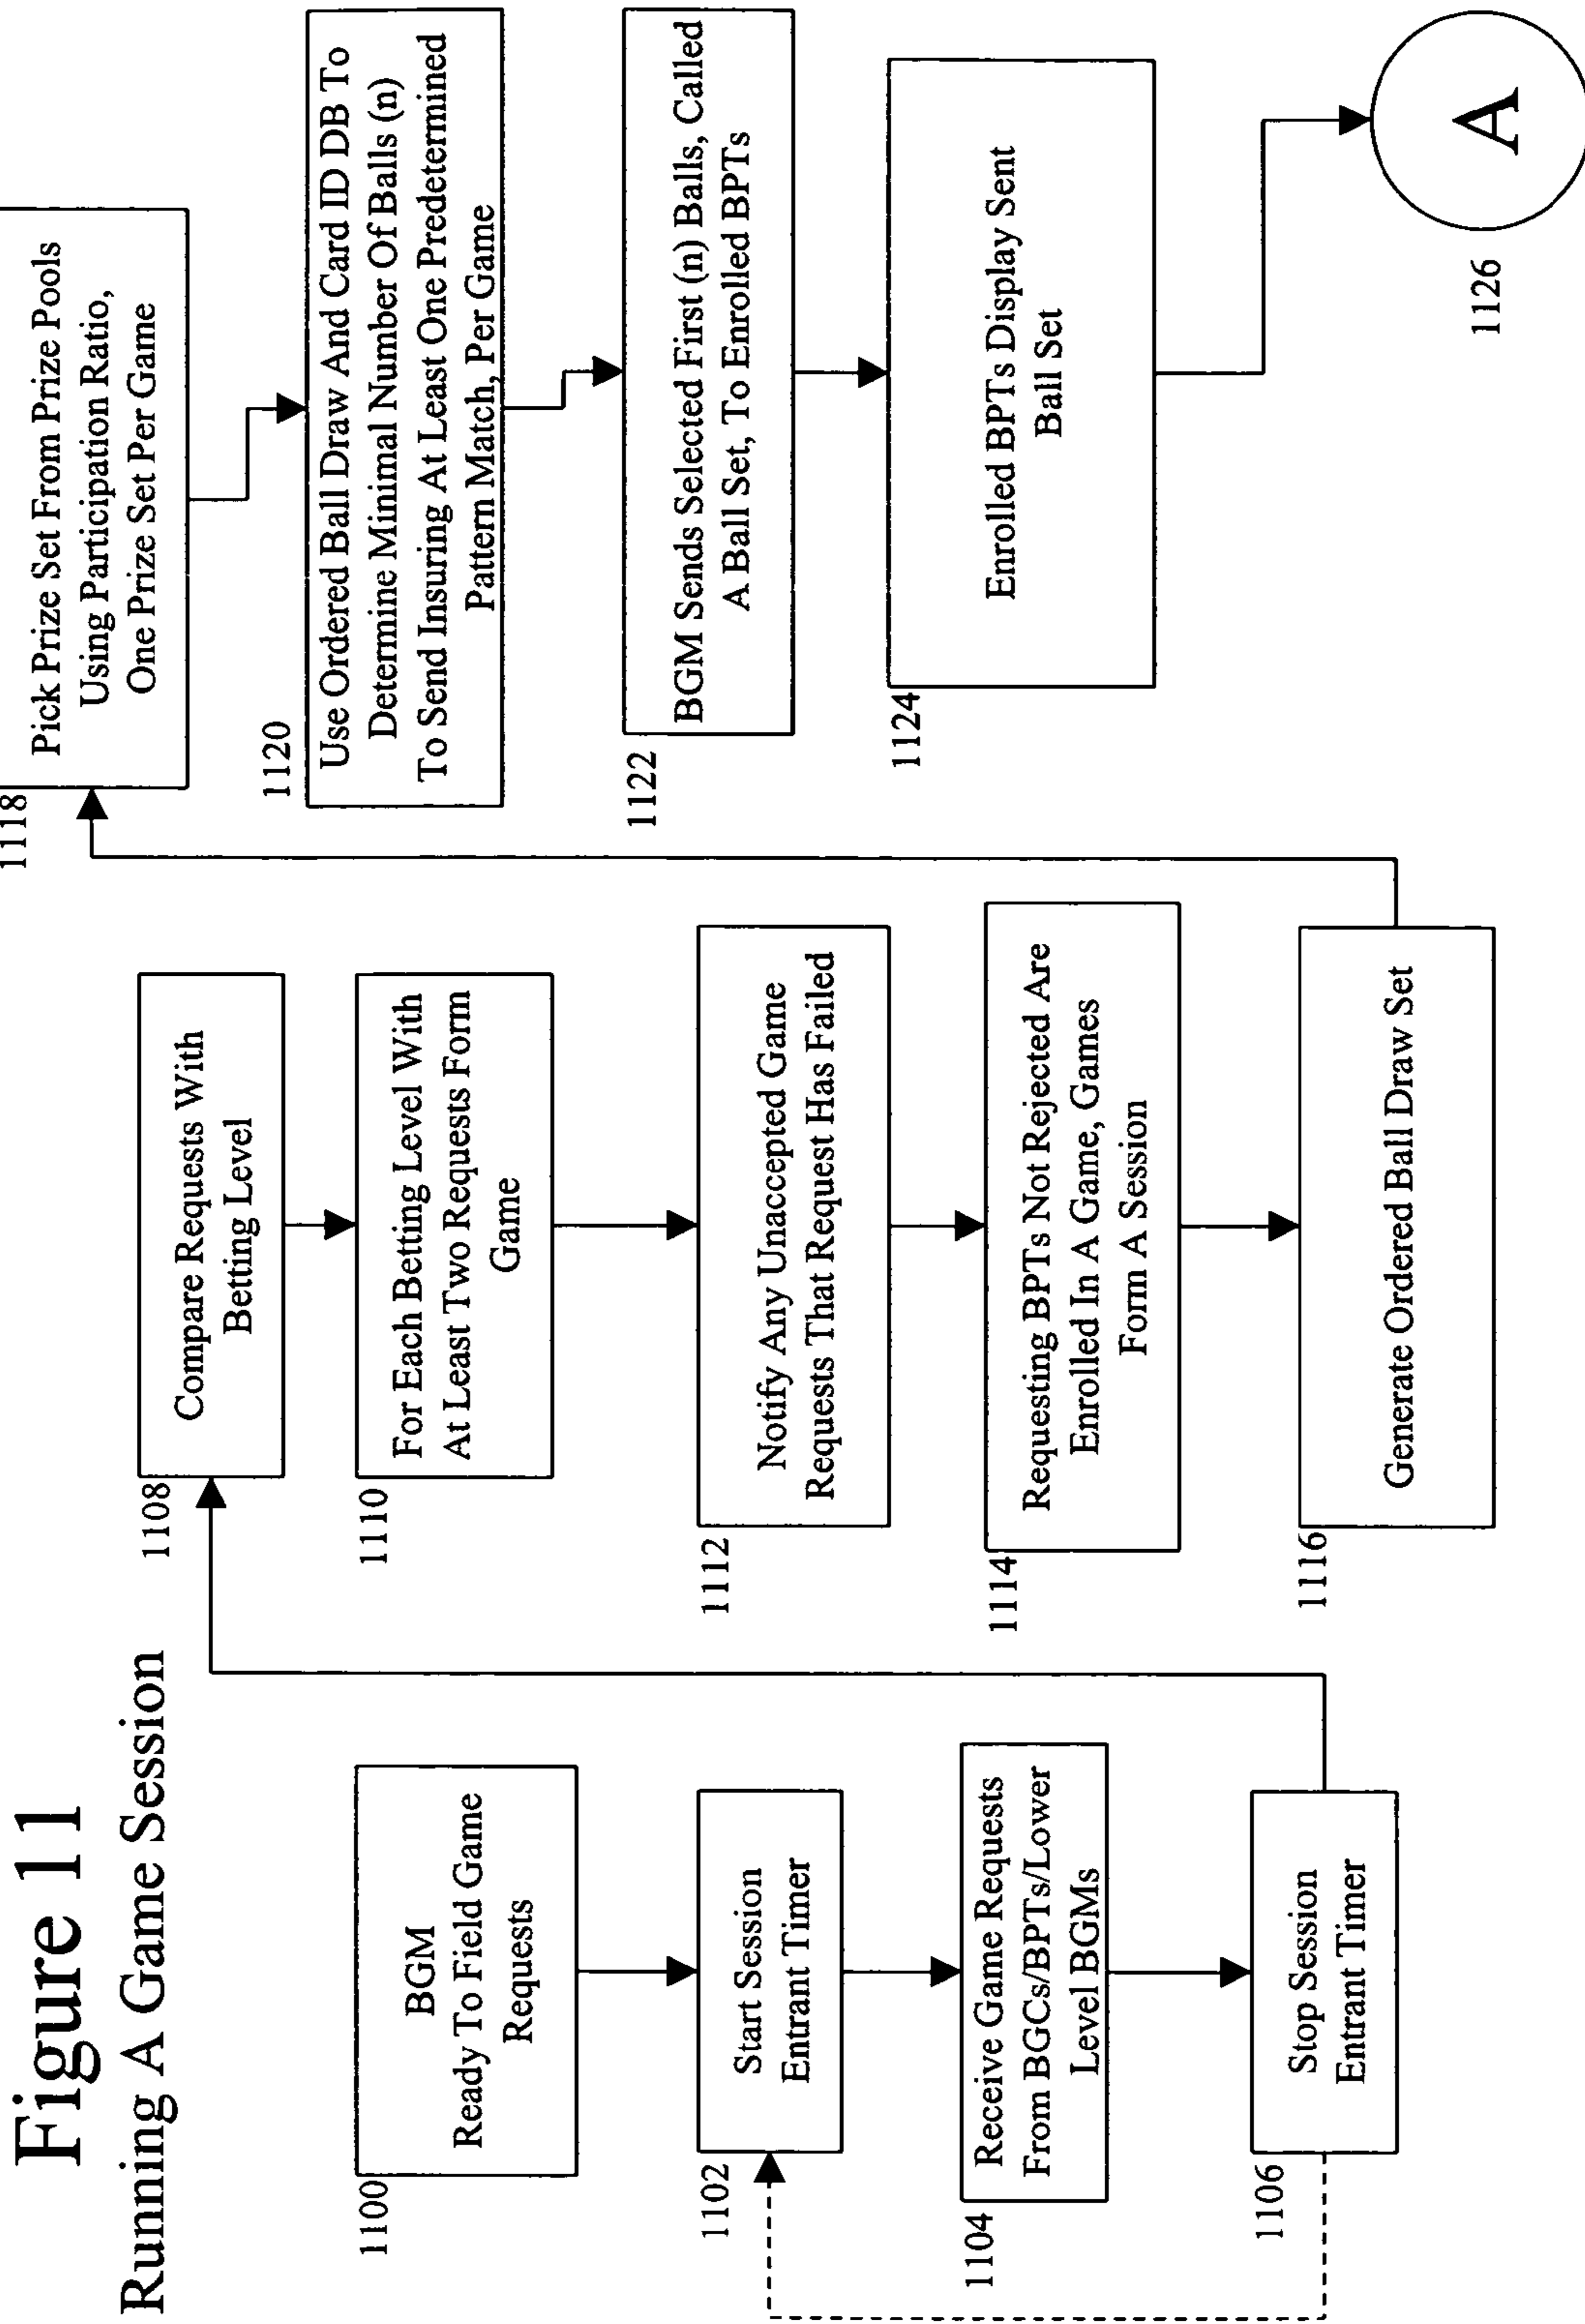 Figure 11
Running A Game Session
1100
BGM
Ready To Field Game
Requests
1102
Start Session
Entrant Timer
1104
Receive Game Requests
From BGCs/BPTs/Lower
Level BGMs
1106
Stop Session
Entrant Timer
1108
Compare Requests With
Betting Level
1110
For Each Betting Level With
At Least Two Requests Form
Game
1112
Notify Any Unaccepted Game
Requests That Request Has Failed
1114
Requesting BPTs Not Rejected Are
Enrolled In A Game, Games
Form A Session
1116
Generate Ordered Ball Draw Set
1118
Pick Prize Set From Prize Pools
Using Participation Ratio,
One Prize Set Per Game
1120
Use Ordered Ball Draw And Card ID DB To
Determine Minimal Number Of Balls (n)
To Send Insuring At Least One Predetermined
Pattern Match, Per Game
1122
BGM Sends Selected First (n) Balls, Called
A Ball Set, To Enrolled BPTs
1124
Enrolled BPTs Display Sent
Ball Set
1126
A